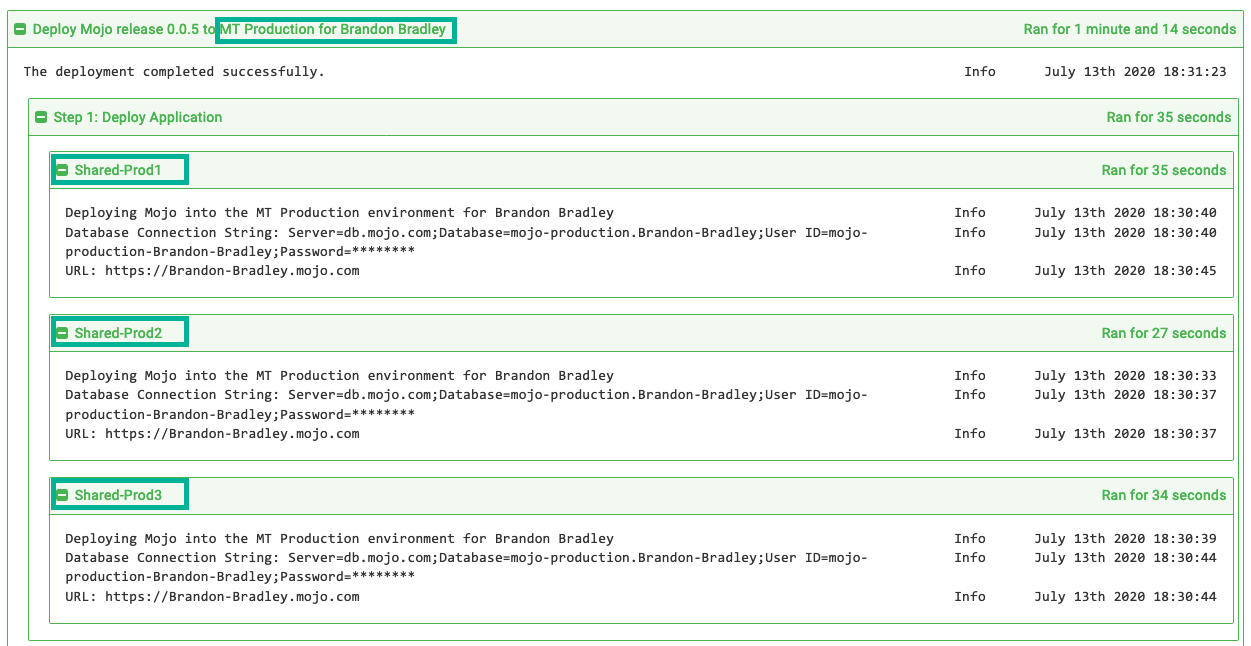 Deploy Mojo release 0.0.5 to MT Production for Brandon Bradley Ran for 1 minute and 14 seconds
The deployment completed successfully. Info July 13th 2020 18:31:23
Step 1: Deploy Application Ran for 35 seconds
Shared-Prod1 Ran for 35 seconds
Deploying Mojo into the MT Production environment for Brandon Bradley Info July 13th 2020 18:30:40
Database Connection String: Server=db.mojo.com;Database=mojo-production.Brandon-Bradley;User ID=mojo- Info July 13th 2020 18:30:40
production-Brandon-Bradley;Password=********
URL: https://Brandon-Bradley.mojo.com Info July 13th 2020 18:30:45
Shared-Prod2 Ran for 27 seconds
Deploying Mojo into the MT Production environment for Brandon Bradley Info July 13th 2020 18:30:33
Database Connection String: Server=db.mojo.com;Database=mojo-production.Brandon-Bradley;User ID=mojo- Info July 13th 2020 18:30:37
production-Brandon-Bradley;Password=********
URL: https://Brandon-Bradley.mojo.com Info July 13th 2020 18:30:37
Shared-Prod3 Ran for 34 seconds
Deploying Mojo into the MT Production environment for Brandon Bradley Info July 13th 2020 18:30:39
Database Connection String: Server=db.mojo.com;Database=mojo-production.Brandon-Bradley;User ID=mojo- Info July 13th 2020 18:30:44
production-Brandon-Bradley;Password=********
URL: https://Brandon-Bradley.mojo.com Info July 13th 2020 18:30:44